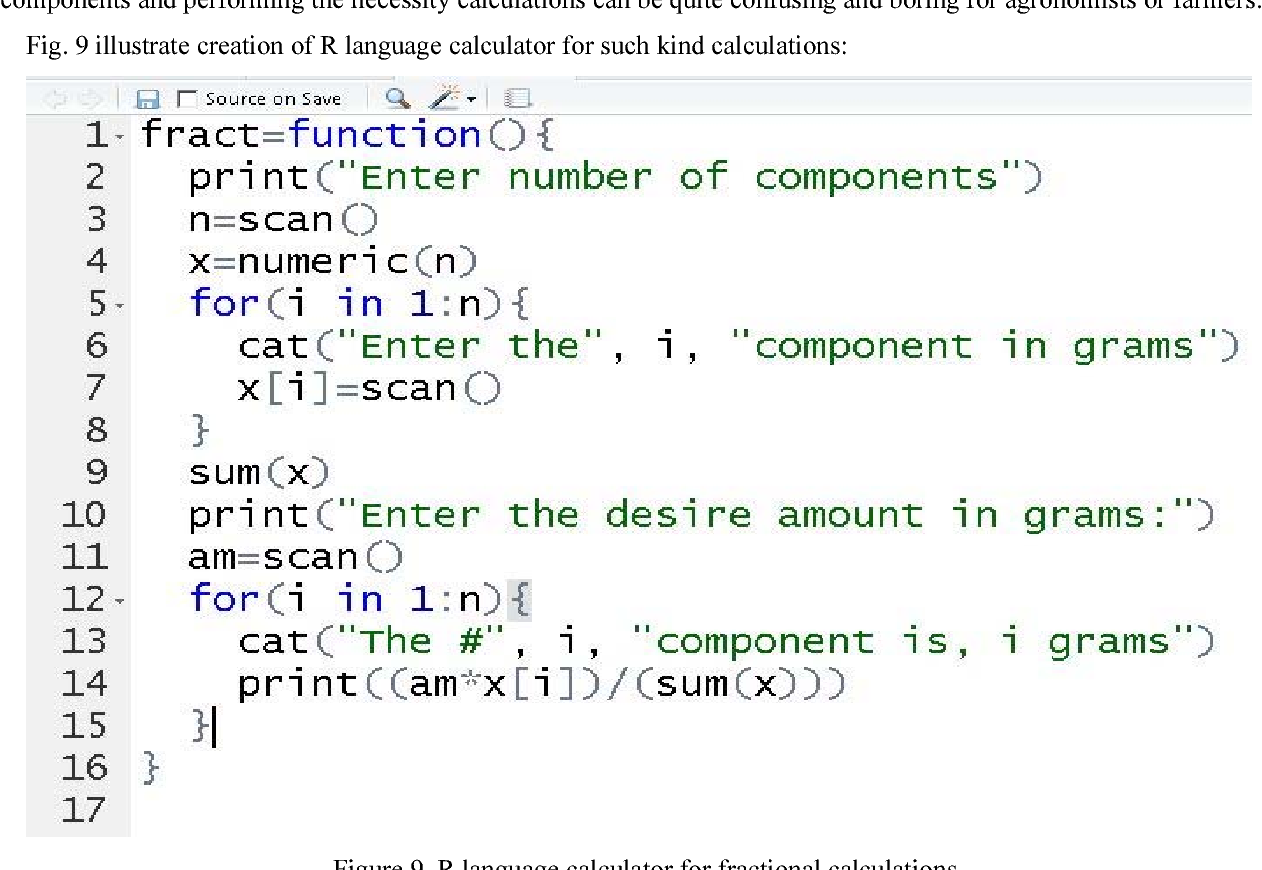 components and performing the necessity calculations can be quite confusing and boring for agronomists or farmers.
Fig. 9 illustrate creation of R language calculator for such kind calculations:
Source on Save
1 fract=function(){
2 print("Enter number of components")
3 n=scan()
4 x=numeric(n)
5 for(i in 1:n){
6 cat("Enter the", i, "component in grams")
7 x[i]=scan()
8 }
9 sum(x)
10 print("Enter the desire amount in grams:")
11 am=scan()
12 for(i in 1:n){
13 cat("The #", i, "component is, i grams")
14 print((am*x[i])/(sum(x)))
15 }
16 }
17
Figure 9. R language calculator for fractional calculations